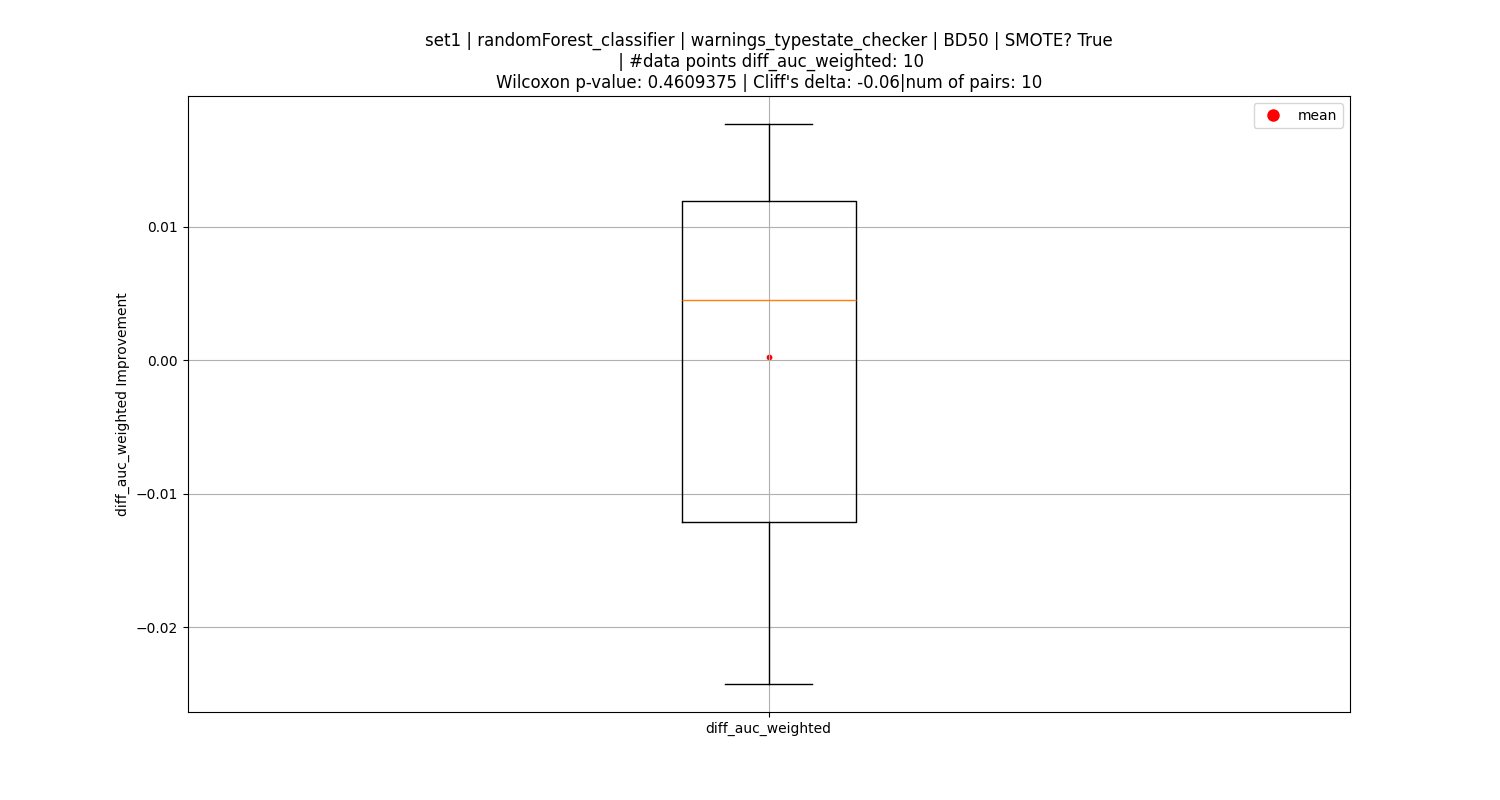 set1 | randomForest_classifier | warnings_typestate_checker | BD50 | SMOTE? True
| #data points diff_auc_weighted: 10
Wilcoxon p-value: 0.4609375 | Cliff's delta: -0.06|num of pairs: 10
mean
0.01
0.00
−0.01
−0.02
diff_auc_weighted Improvement
diff_auc_weighted